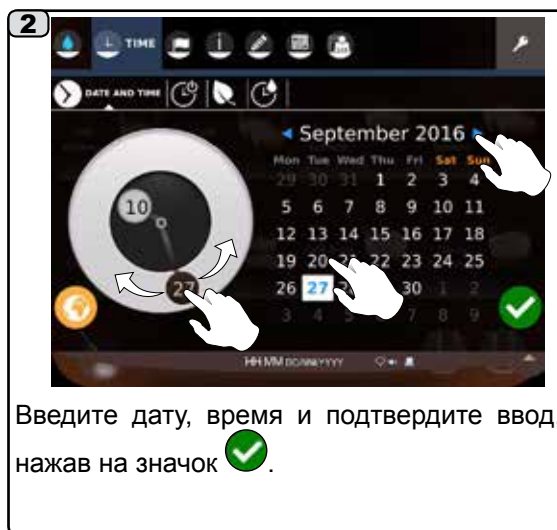 2
TIME
DATE AND TIME
September 2016
Mon Tue Wed Thu Fri Sat Sun
29 30 31 1 2 3 4
5 6 7 8 9 10 11
12 13 14 15 16 17 18
19 20 22 23 24 25
26 27 30 1 2
3 4 7 8 9
10
27
HH:MM DD/MM/YYYY
Введите дату, время и подтвердите ввод
нажав на значок .